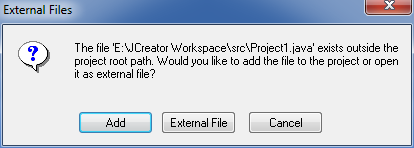 External Files
The file 'E:\JCreator Workspace\src\Project1.java' exists outside the
project root path. Would you like to add the file to the project or open
it as external file?
Add
External File
Cancel